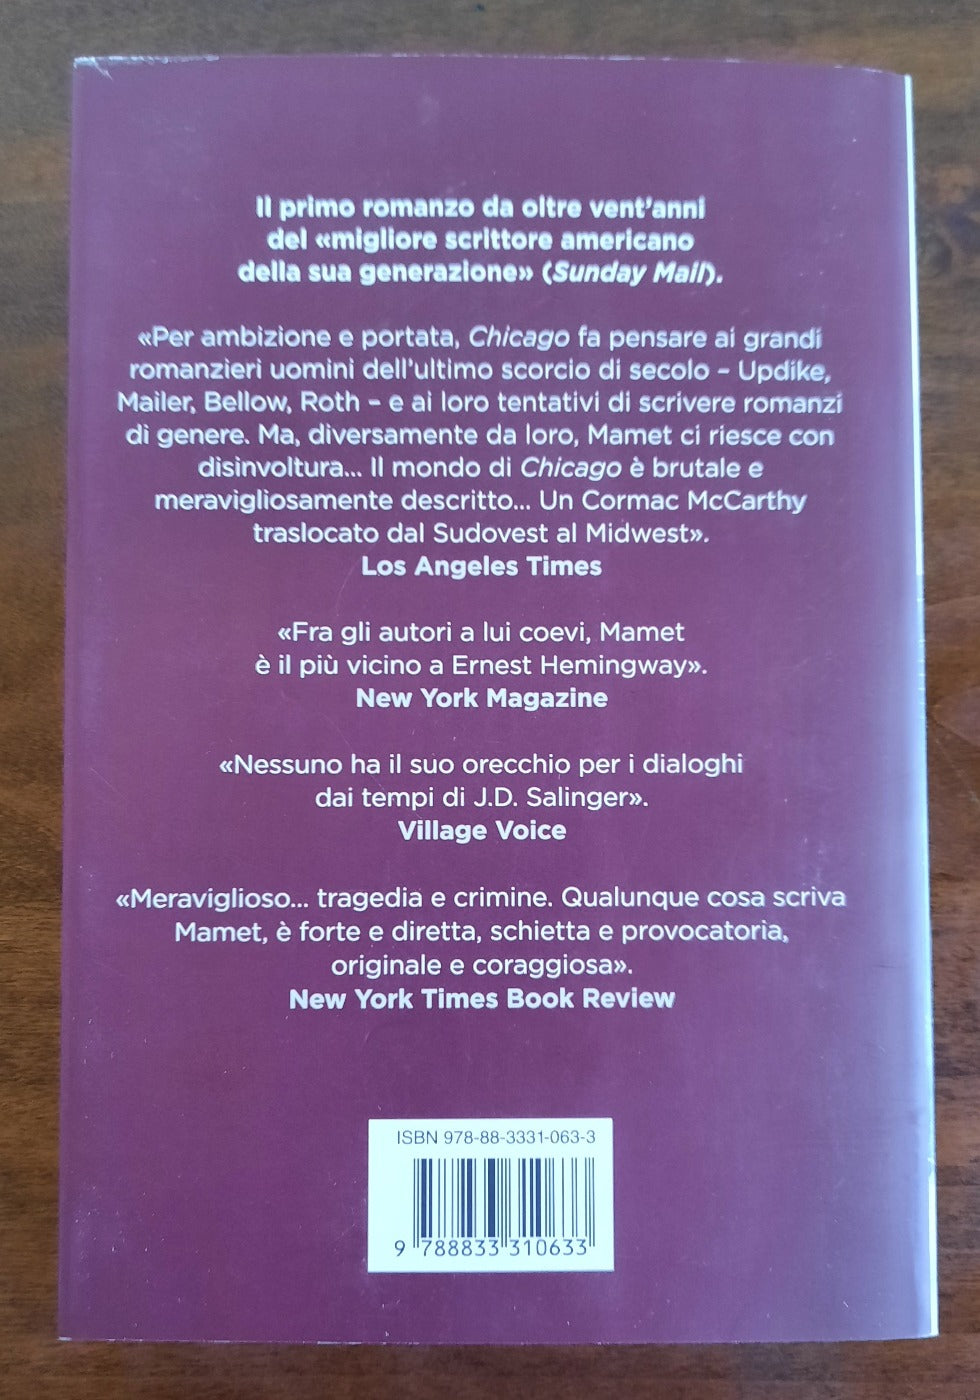 Il primo romanzo da oltre vent'anni
del «migliore scrittore americano
della sua generazione» (Sunday Mail).
«Per ambizione e portata, Chicago fa pensare ai grandi
romanzieri uomini dell'ultimo scorcio di secolo – Updike,
Mailer, Bellow, Roth – e ai loro tentativi di scrivere romanzi
di genere. Ma, diversamente da loro, Mamet ci riesce con
disinvoltura... Il mondo di Chicago è brutale e
meravigliosamente descritto... Un Cormac McCarthy
traslocato dal Sudovest al Midwest».
Los Angeles Times
«Fra gli autori a lui coevi, Mamet
è il più vicino a Ernest Hemingway».
New York Magazine
«Nessuno ha il suo orecchio per i dialoghi
dai tempi di J.D. Salinger».
Village Voice
«Meraviglioso... tragedia e crimine. Qualunque cosa scriva
Mamet, è forte e diretta, schietta e provocatoria,
originale e coraggiosa».
New York Times Book Review
ISBN 978-88-3331-063-3
9 788833 310633